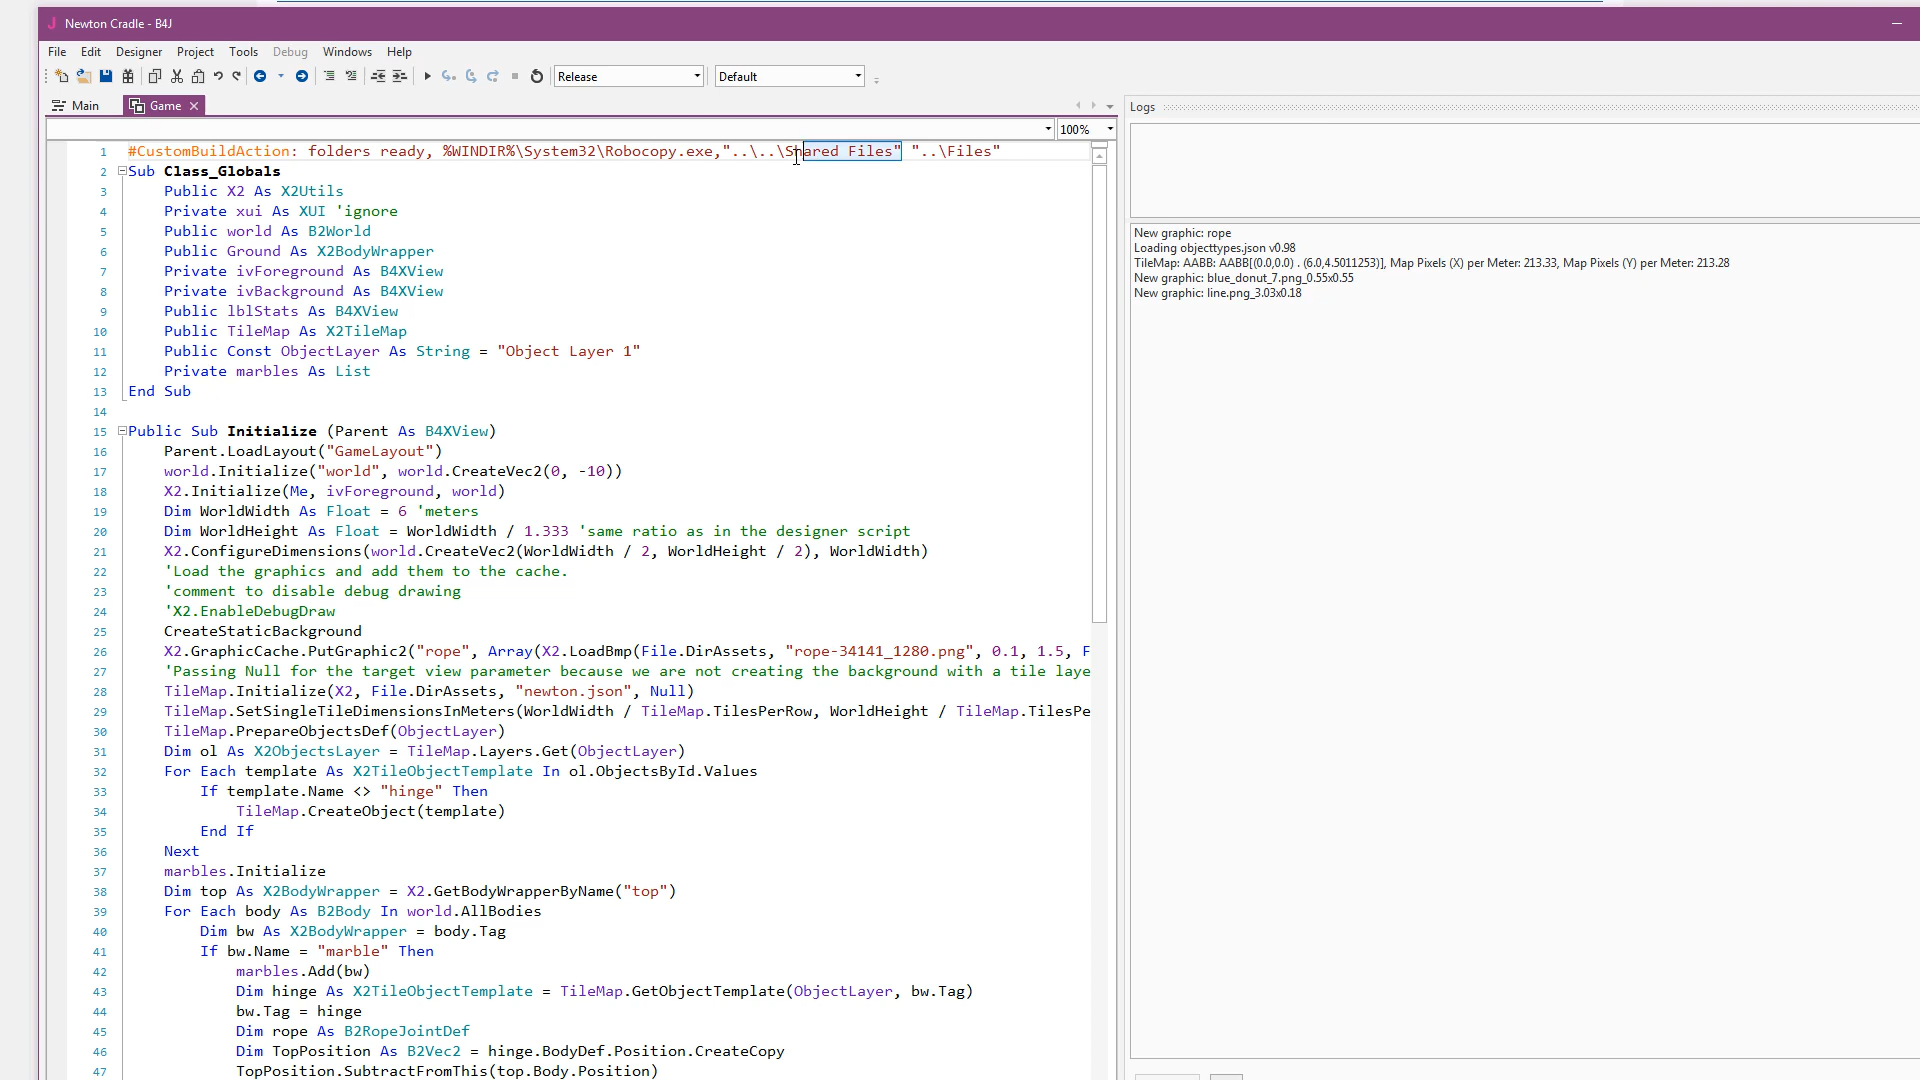 Newton Cradle - B4J
File Edit Designer Project Tools Debug Windows Help
Release Default
Main Game
Logs
100%
1 #CustomBuildAction: folders ready, %WINDIR%\System32\Robocopy.exe,"..\..\Shared Files" "..\Files"
2 Sub Class_Globals
3 Public X2 As X2Utils
4 Private xui As XUI 'ignore
5 Public world As B2World
6 Public Ground As X2BodyWrapper
7 Private ivForeground As B4XView
8 Private ivBackground As B4XView
9 Public lblStats As B4XView
10 Public TileMap As X2TileMap
11 Public Const ObjectLayer As String = "Object Layer 1"
12 Private marbles As List
13 End Sub
14
15 Public Sub Initialize (Parent As B4XView)
16 Parent.LoadLayout("GameLayout")
17 world.Initialize("world", world.CreateVec2(0, -10))
18 X2.Initialize(Me, ivForeground, world)
19 Dim WorldWidth As Float = 6 'meters
20 Dim WorldHeight As Float = WorldWidth / 1.333 'same ratio as in the designer script
21 X2.ConfigureDimensions(world.CreateVec2(WorldWidth / 2, WorldHeight / 2), WorldWidth)
22 'Load the graphics and add them to the cache.
23 'comment to disable debug drawing
24 'X2.EnableDebugDraw
25 CreateStaticBackground
26 X2.GraphicCache.PutGraphic2("rope", Array(X2.LoadBmp(File.DirAssets, "rope-34141_1280.png", 0.1, 1.5, F
27 'Passing Null for the target view parameter because we are not creating the background with a tile laye
28 TileMap.Initialize(X2, File.DirAssets, "newton.json", Null)
29 TileMap.SetSingleTileDimensionsInMeters(WorldWidth / TileMap.TilesPerRow, WorldHeight / TileMap.TilesPe
30 TileMap.PrepareObjectsDef(ObjectLayer)
31 Dim ol As X2ObjectsLayer = TileMap.Layers.Get(ObjectLayer)
32 For Each template As X2TileObjectTemplate In ol.ObjectsById.Values
33 If template.Name <> "hinge" Then
34 TileMap.CreateObject(template)
35 End If
36 Next
37 marbles.Initialize
38 Dim top As X2BodyWrapper = X2.GetBodyWrapperByName("top")
39 For Each body As B2Body In world.AllBodies
40 Dim bw As X2BodyWrapper = body.Tag
41 If bw.Name = "marble" Then
42 marbles.Add(bw)
43 Dim hinge As X2TileObjectTemplate = TileMap.GetObjectTemplate(ObjectLayer, bw.Tag)
44 bw.Tag = hinge
45 Dim rope As B2RopeJointDef
46 Dim TopPosition As B2Vec2 = hinge.BodyDef.Position.CreateCopy
47 TopPosition.SubtractFromThis(top.Body.Position)
New graphic: rope
Loading objecttypes.json v0.98
TileMap: AABB: AABB[(0.0,0.0) . (6.0,4.5011253)], Map Pixels (X) per Meter: 213.33, Map Pixels (Y) per Meter: 213.28
New graphic: blue_donut_7.png_0.55x0.55
New graphic: line.png_3.03x0.18